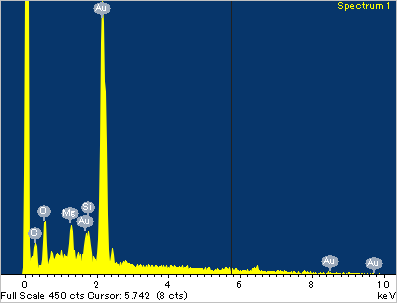 Spectrum 1
Au
Si
O
Mg
Au
C
Au
Au
0 2 4 6 8 10
Full Scale 450 cts Cursor: 5.742 (8 cts) keV